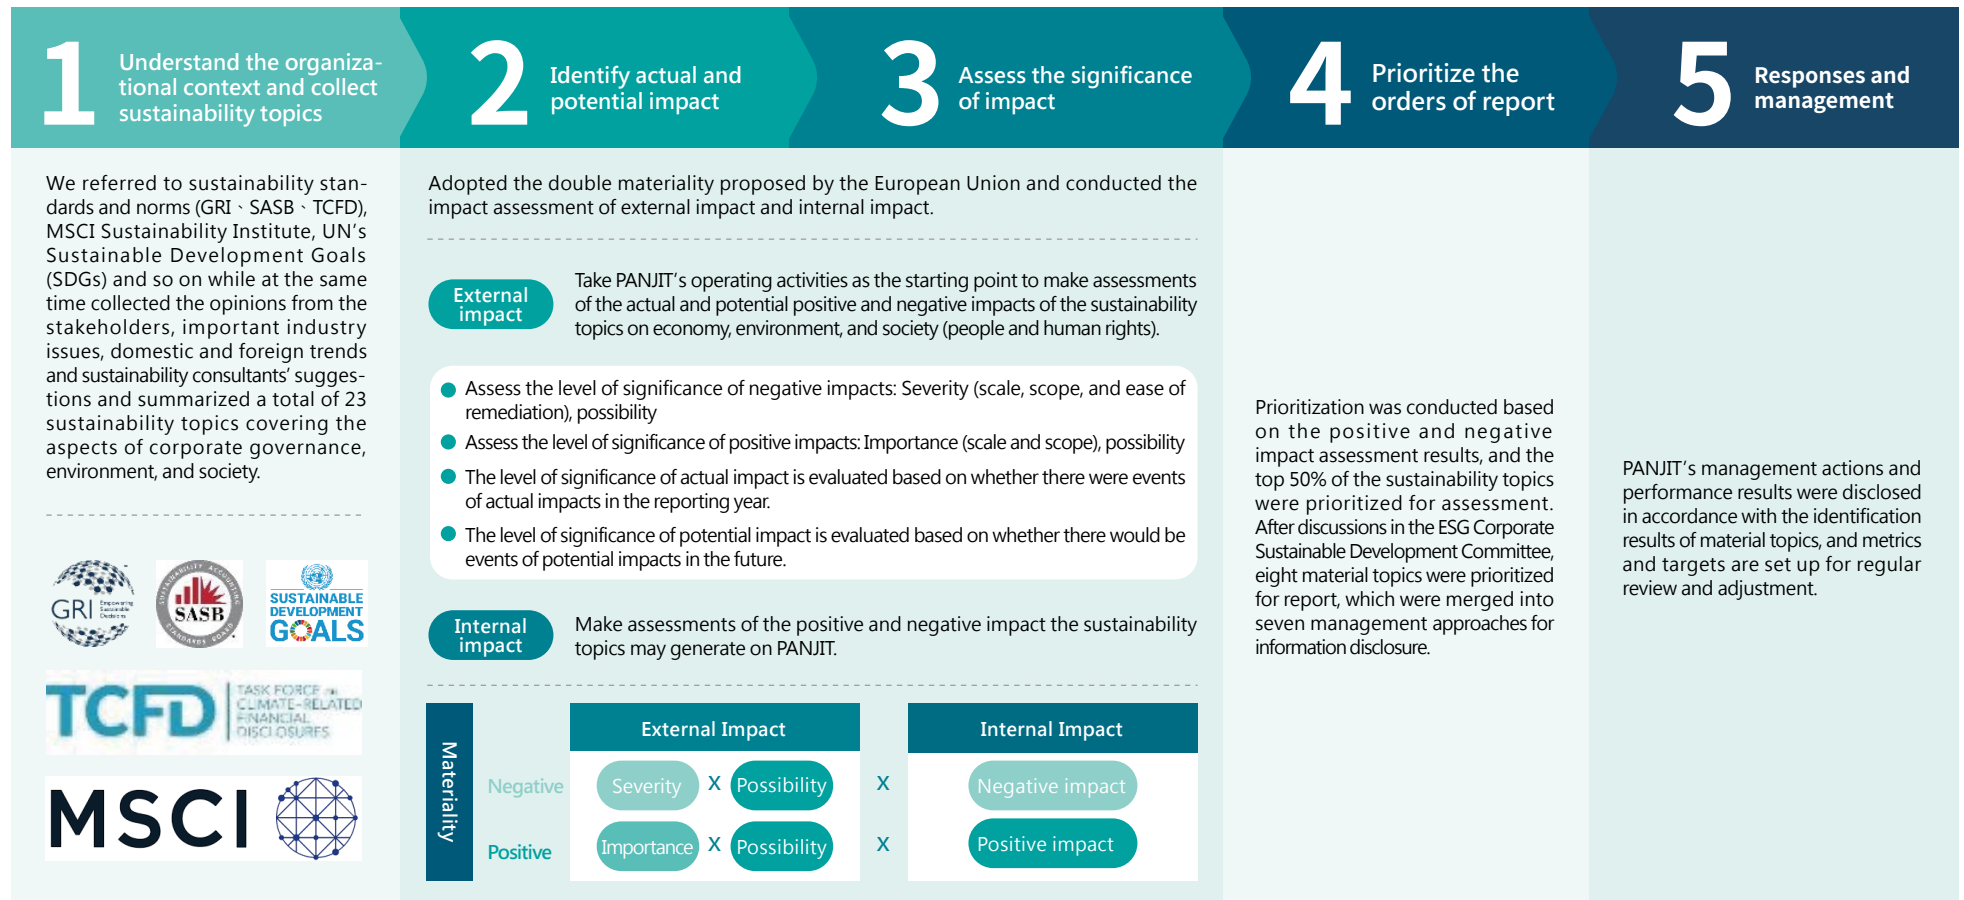 1
Understand the organiza-
tional context and collect
sustainability topics
2
Identify actual and
potential impact
3
Assess the significance
of impact
4
Prioritize the
orders of report
5
Responses and
management
We referred to sustainability stan-
dards and norms (GRI、SASB、TCFD),
MSCI Sustainability Institute, UN's
Sustainable Development Goals
(SDGs) and so on while at the same
time collected the opinions from the
stakeholders, important industry
issues, domestic and foreign trends
and sustainability consultants' sugges-
tions and summarized a total of 23
sustainability topics covering the
aspects of corporate governance,
environment, and society.
GRI
Empowering
Sustainable
Decisions
SUSTAINABILITY ACCOUNTING
SASB
STANDARDS BOARD
SUSTAINABLE
DEVELOPMENT
GOALS
TCFD
TASK FORCE ON
CLIMATE-RELATED
FINANCIAL
DISCLOSURES
MSCI
Adopted the double materiality proposed by the European Union and conducted the
impact assessment of external impact and internal impact.
External
impact
Take PANJIT's operating activities as the starting point to make assessments
of the actual and potential positive and negative impacts of the sustainability
topics on economy, environment, and society (people and human rights).
Assess the level of significance of negative impacts: Severity (scale, scope, and ease of
remediation), possibility
Assess the level of significance of positive impacts: Importance (scale and scope), possibility
The level of significance of actual impact is evaluated based on whether there were events
of actual impacts in the reporting year.
The level of significance of potential impact is evaluated based on whether there would be
events of potential impacts in the future.
Internal
impact
Make assessments of the positive and negative impact the sustainability
topics may generate on PANJIT.
Materiality
External Impact
Internal Impact
Negative
Severity X Possibility X Negative impact
Positive
Importance X Possibility X Positive impact
Prioritization was conducted based
on the positive and negative
impact assessment results, and the
top 50% of the sustainability topics
were prioritized for assessment.
After discussions in the ESG Corporate
Sustainable Development Committee,
eight material topics were prioritized
for report, which were merged into
seven management approaches for
information disclosure.
PANJIT's management actions and
performance results were disclosed
in accordance with the identification
results of material topics, and metrics
and targets are set up for regular
review and adjustment.